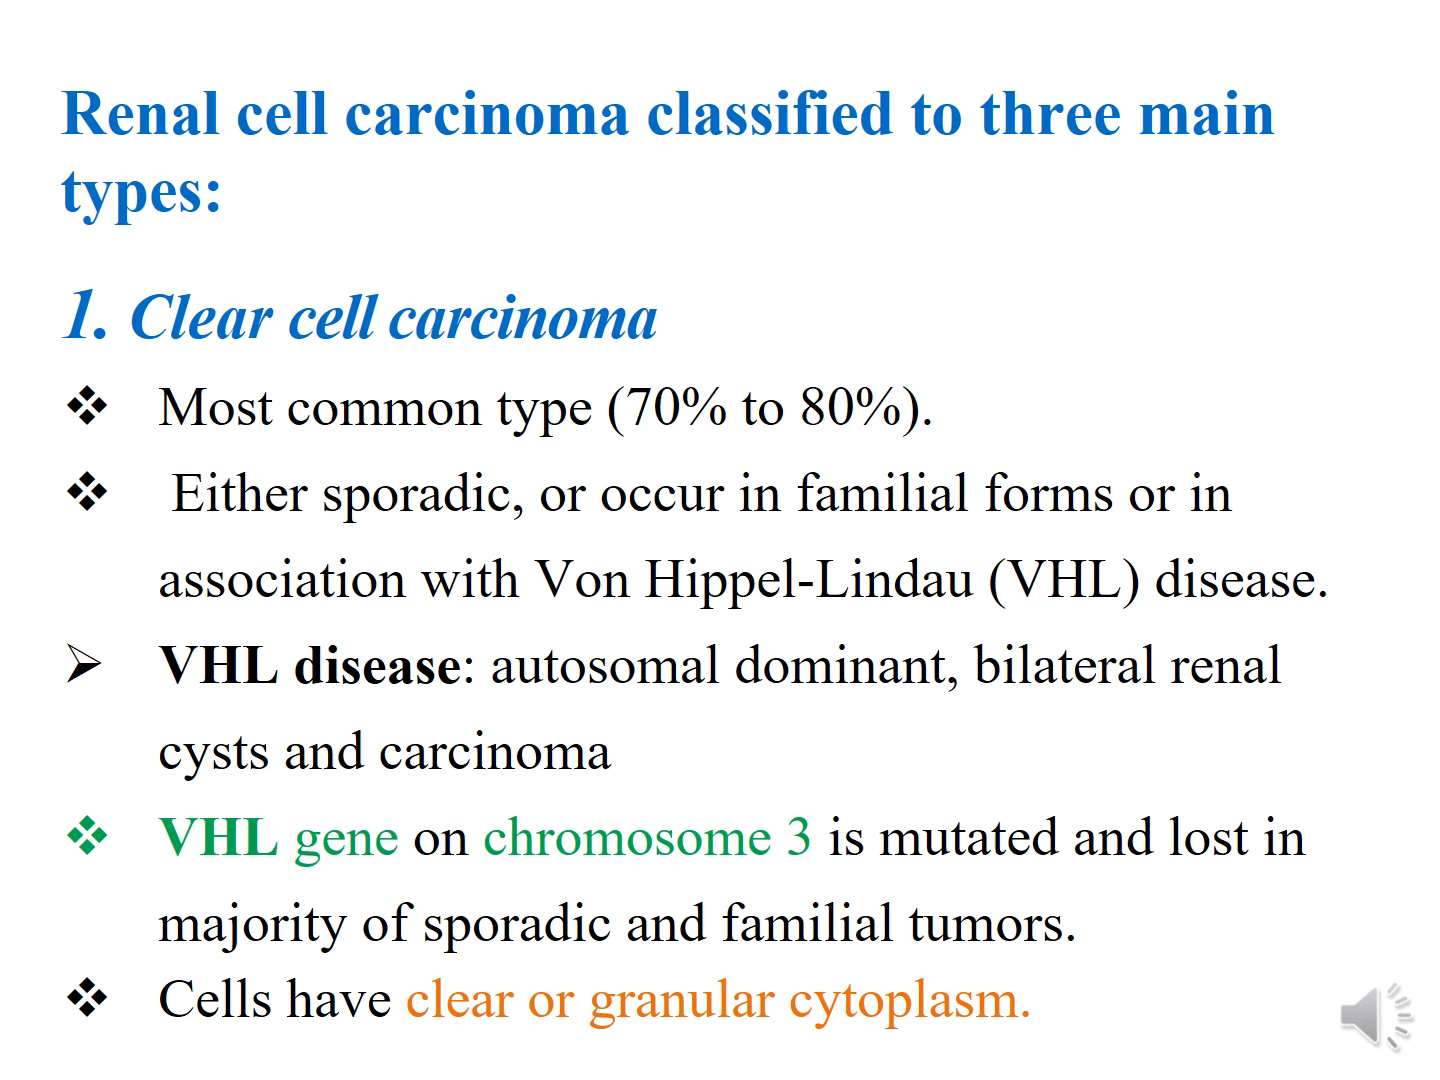 Renal cell carcinoma classified to three main
types:
1. Clear cell carcinoma
❖ Most common type (70% to 80%).
❖ Either sporadic, or occur in familial forms or in
association with Von Hippel-Lindau (VHL) disease.
➢ VHL disease: autosomal dominant, bilateral renal
cysts and carcinoma
❖ VHL gene on chromosome 3 is mutated and lost in
majority of sporadic and familial tumors.
❖ Cells have clear or granular cytoplasm.